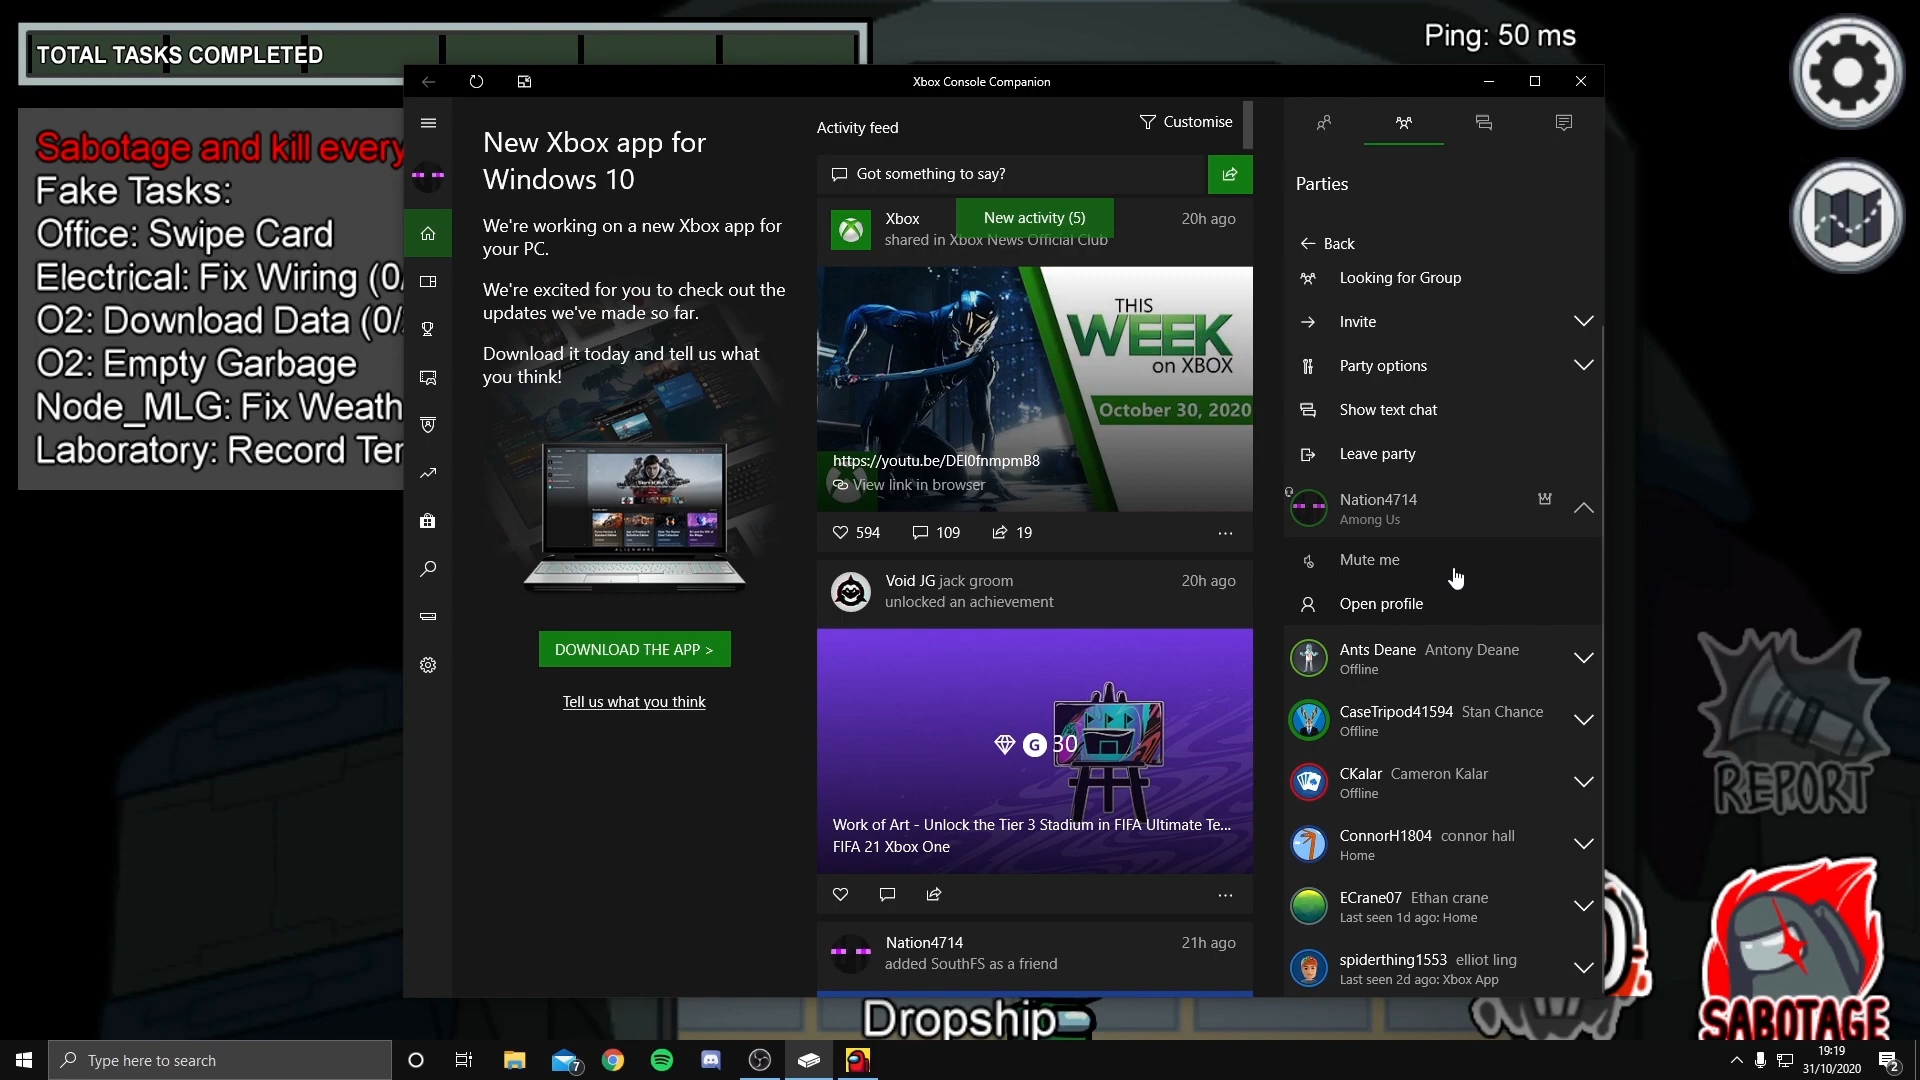 TOTAL TASKS COMPLETED
Ping: 50 ms
Sabotage and kill every
Fake Tasks:
Office: Swipe Card
Electrical: Fix Wiring (0/
O2: Download Data (0/
O2: Empty Garbage
Node_MLG: Fix Weath
Laboratory: Record Ter
Xbox Console Companion
New Xbox app for
Windows 10
We're working on a new Xbox app for
your PC.
We're excited for you to check out the
updates we've made so far.
Download it today and tell us what
you think!
ALIENWARE
DOWNLOAD THE APP >
Tell us what you think
Activity feed
Customise
Got something to say?
New activity (5)
Xbox
20h ago
shared in Xbox News Official Club
THIS
WEEK
on XBOX
October 30, 2020
View link in browser
594
109
19
Void JG jack groom
20h ago
unlocked an achievement
G 30
Work of Art - Unlock the Tier 3 Stadium in FIFA Ultimate Te...
FIFA 21 Xbox One
Nation4714
21h ago
added SouthFS as a friend
Parties
Back
Looking for Group
Invite
Party options
Show text chat
Leave party
Nation4714
Among Us
Mute me
Open profile
Ants Deane Antony Deane
Offline
CaseTripod41594 Stan Chance
Offline
CKalar Cameron Kalar
Offline
ConnorH1804 connor hall
Home
ECrane07 Ethan crane
Last seen 1d ago: Home
spiderthing1553 elliot ling
Last seen 2d ago: Xbox App
REPORT
SABOTAGE
Dropship
Type here to search
7
19:19
31/10/2020
2